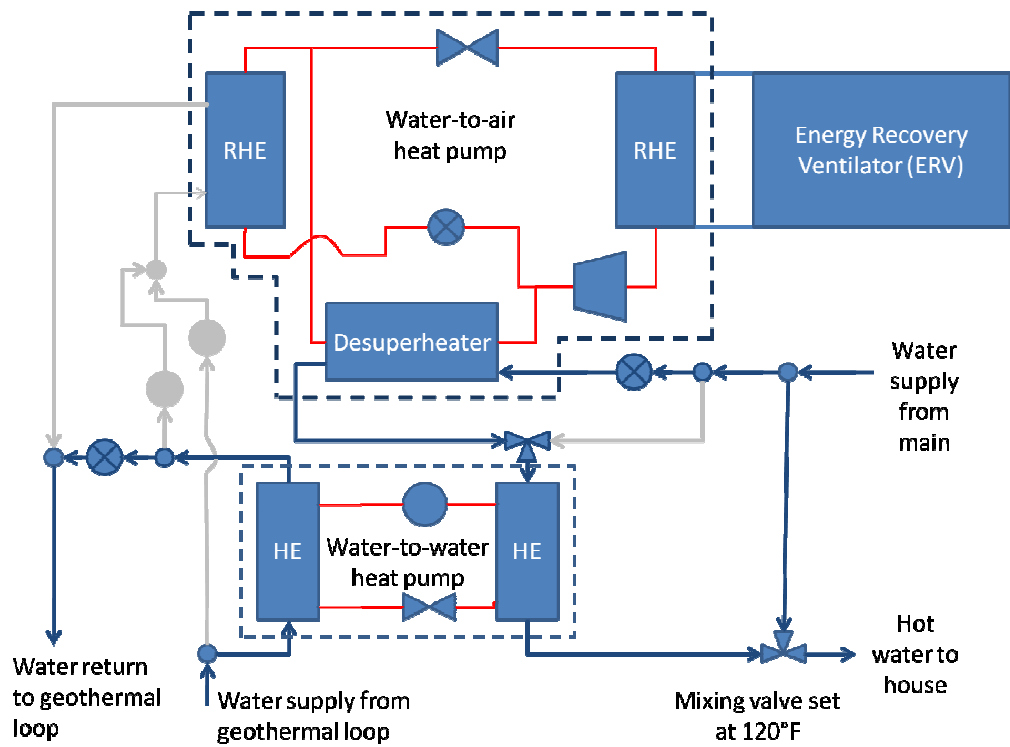 RHE
Water-to-air
heat pump
RHE
Energy Recovery
Ventilator (ERV)
Desuperheater
Water
supply
from
main
HE
Water-to-water
heat pump
HE
Water return
to geothermal
loop
Water supply from
geothermal loop
Mixing valve set
at 120°F
Hot
water to
house